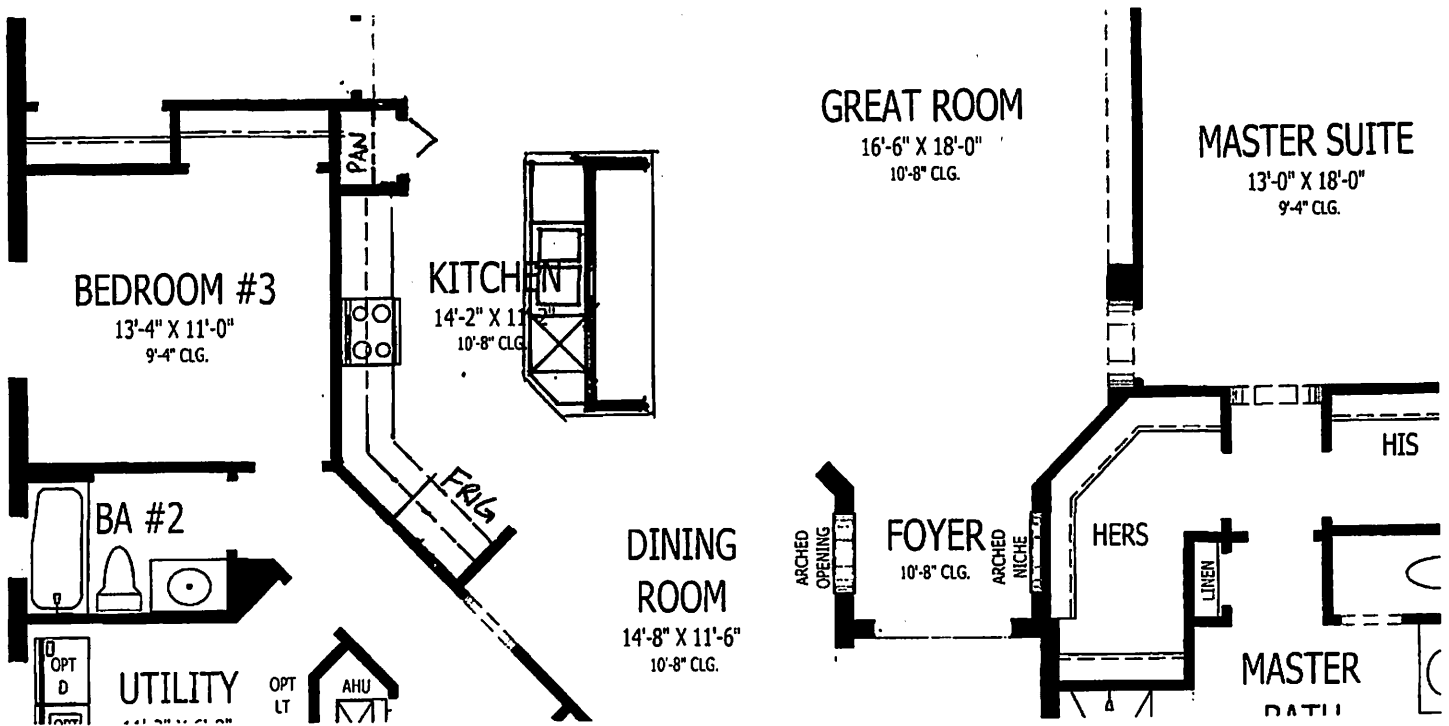 GREAT ROOM
16'-6" X 18'-0"
10'-8" CLG.
MASTER SUITE
13'-0" X 18'-0"
9'-4" CLG.
PAN
BEDROOM #3
13'-4" X 11'-0"
9'-4" CLG.
KITCHEN
14'-2" X 11'-2"
10'-8" CLG.
HIS
FRIG
BA #2
DINING
ROOM
14'-8" X 11'-6"
10'-8" CLG.
ARCHED
OPENING
FOYER
10'-8" CLG.
ARCHED
NICHE
HERS
LINEN
OPT
D
UTILITY
OPT
LT
AHU
MASTER
BATH
OPT